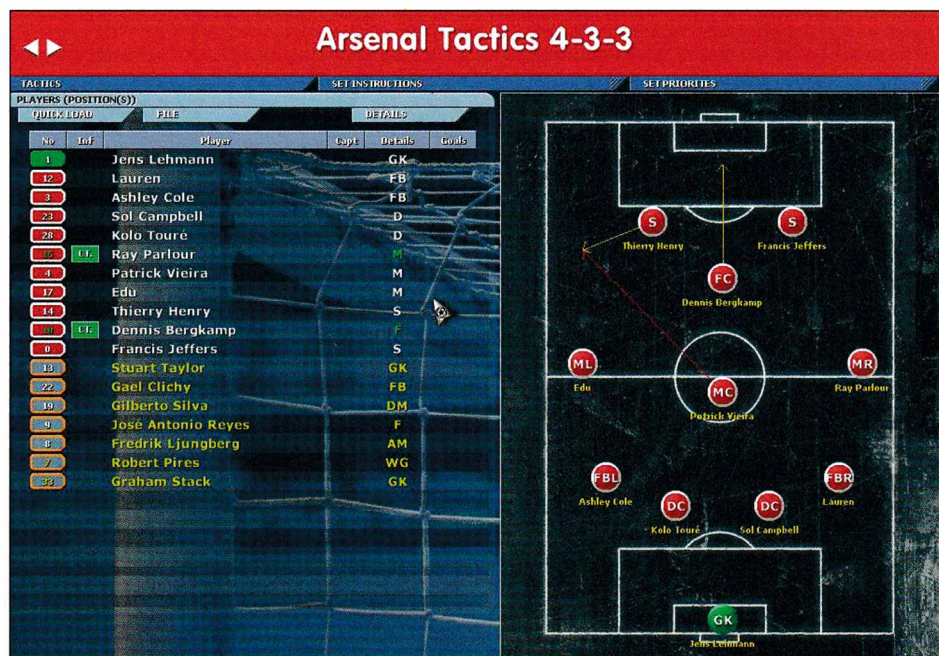 Arsenal Tactics 4-3-3
TACTICS SET INSTRUCTIONS SET PRIORITES
PLAYERS (POSITION(S))
QUICK LOAD FILE DETAILS
No Inf Player Capt Details Goals
1 Jens Lehmann GK
12 Lauren FB
3 Ashley Cole FB
23 Sol Campbell D
28 Kolo Touré D
15 Ray Parlour M
4 Patrick Vieira M
17 Edu M
14 Thierry Henry S
10 Dennis Bergkamp F
0 Francis Jeffers S
13 Stuart Taylor GK
22 Gaël Clichy FB
19 Gilberto Silva DM
9 José Antonio Reyes F
8 Fredrik Ljungberg AM
7 Robert Pires WG
33 Graham Stack GK
S S
Thierry Henry Francis Jeffers
FC
Dennis Bergkamp
ML MR
Edu Ray Parlour
MC
Patrick Vieira
FBL FBR
Ashley Cole Lauren
DC DC
Kolo Touré Sol Campbell
GK
Jens Lehmann